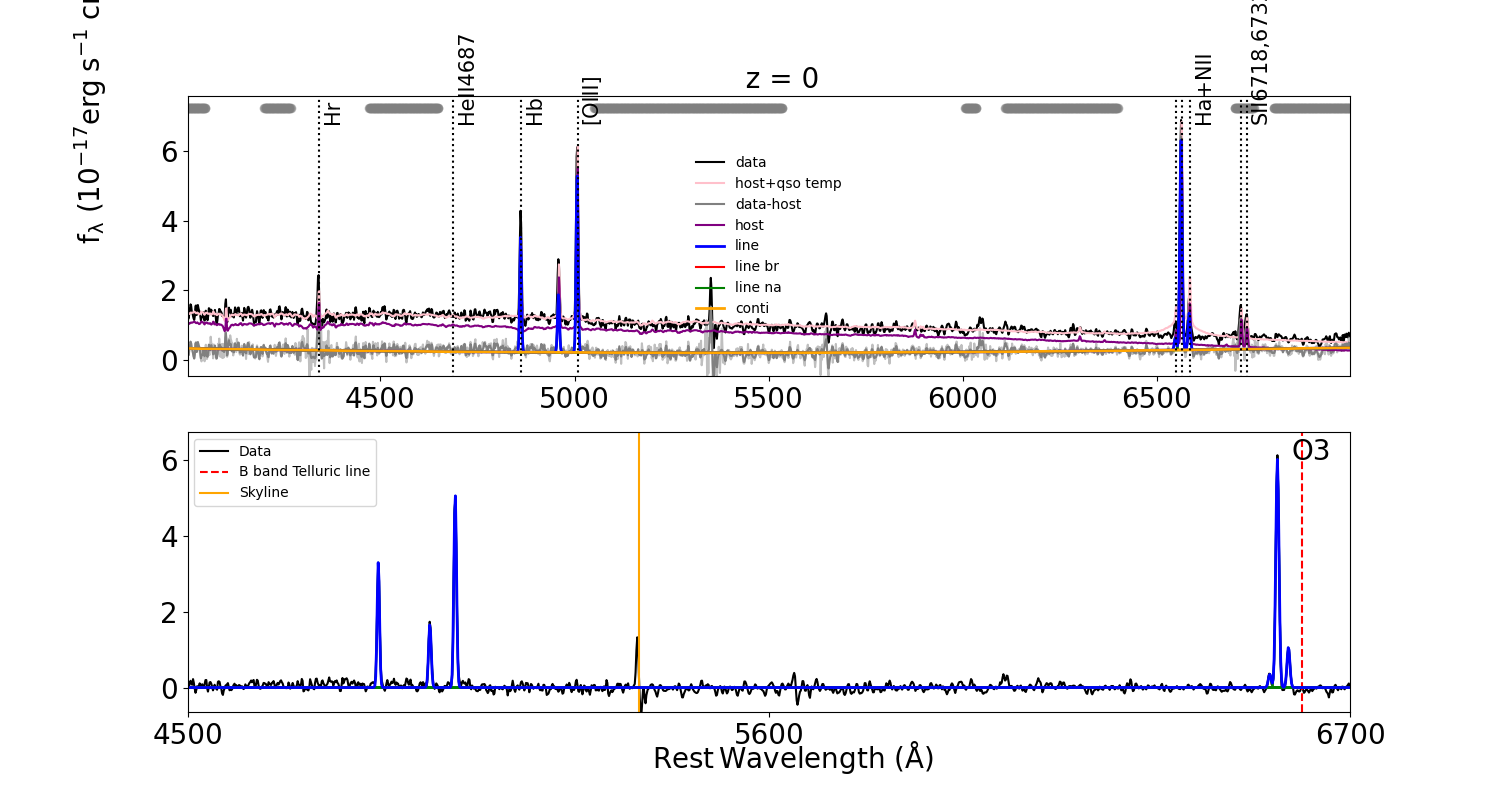 z = 0
f_λ (10^−17 erg s^−1
Hr
HeII4687
Hb
[OIII]
Ha+NII
SII6718,673
6
4
2
0
data
host+qso temp
data-host
host
line
line br
line na
conti
4500 5000 5500 6000 6500
6
4
2
0
Data
B band Telluric line
Skyline
O3
4500 5600 6700
Rest Wavelength (Å)